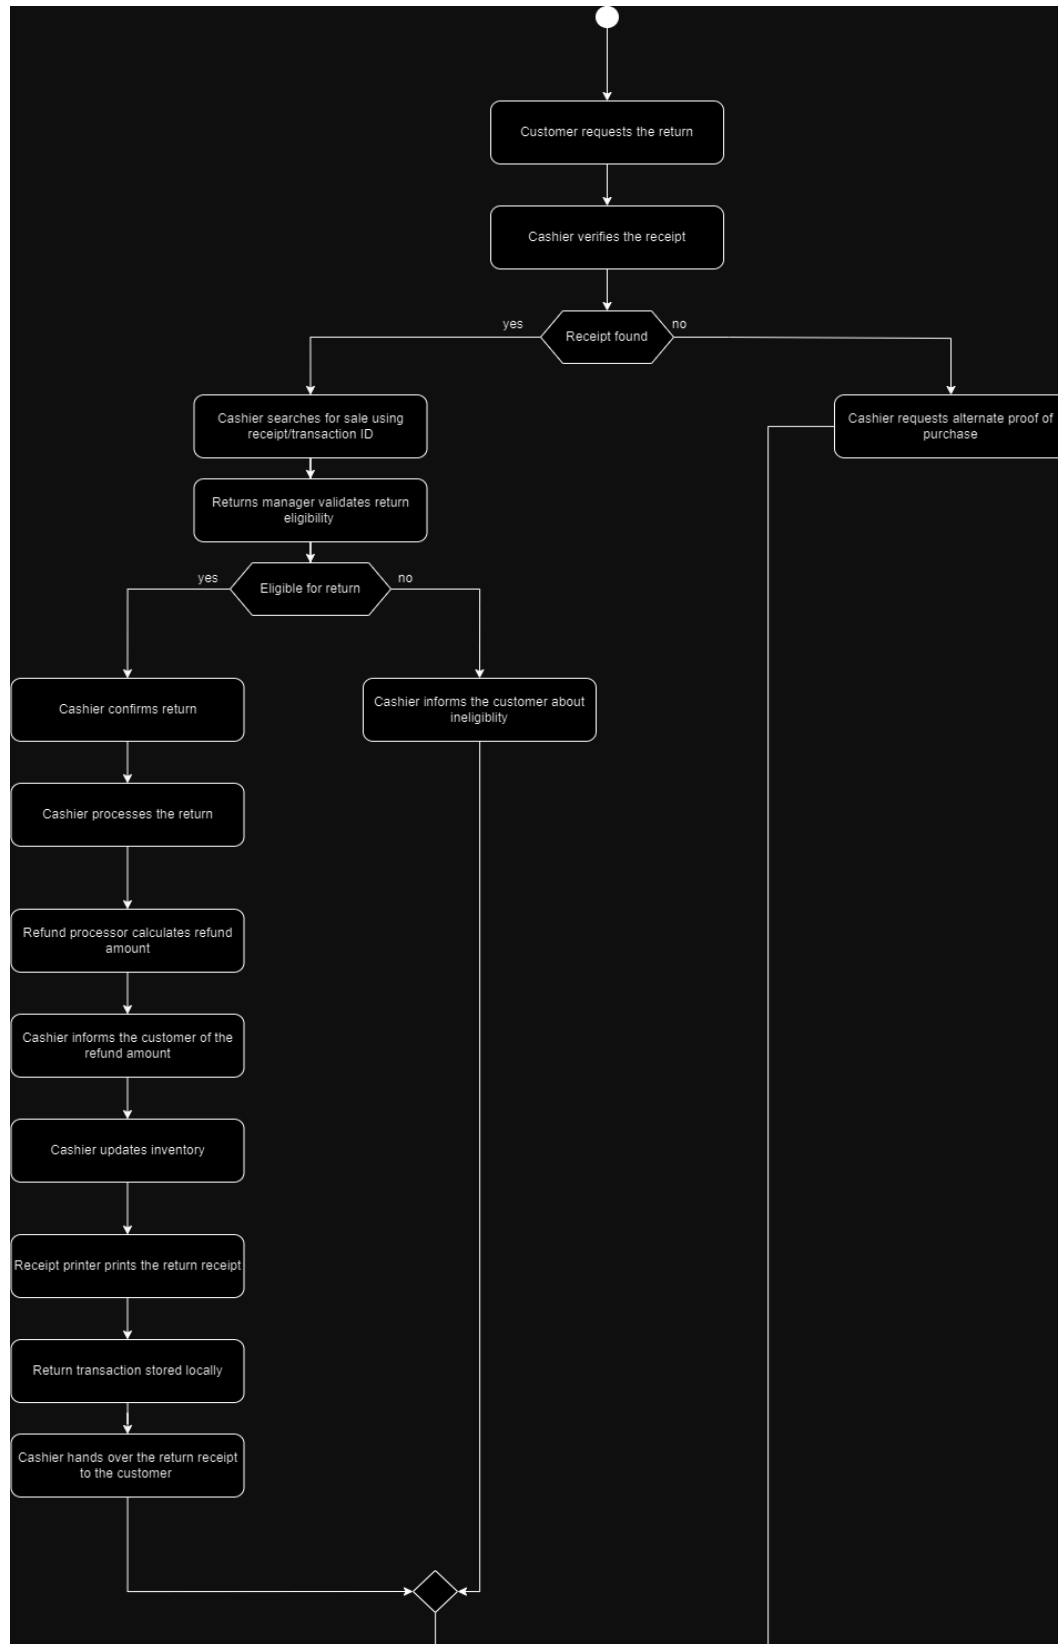 Customer requests the return
Cashier verifies the receipt
yes
Receipt found
no
Cashier searches for sale using
receipt/transaction ID
Cashier requests alternate proof of
purchase
Returns manager validates return
eligibility
yes
Eligible for return
no
Cashier confirms return
Cashier informs the customer about
ineligiblity
Cashier processes the return
Refund processor calculates refund
amount
Cashier informs the customer of the
refund amount
Cashier updates inventory
Receipt printer prints the return receipt
Return transaction stored locally
Cashier hands over the return receipt
to the customer